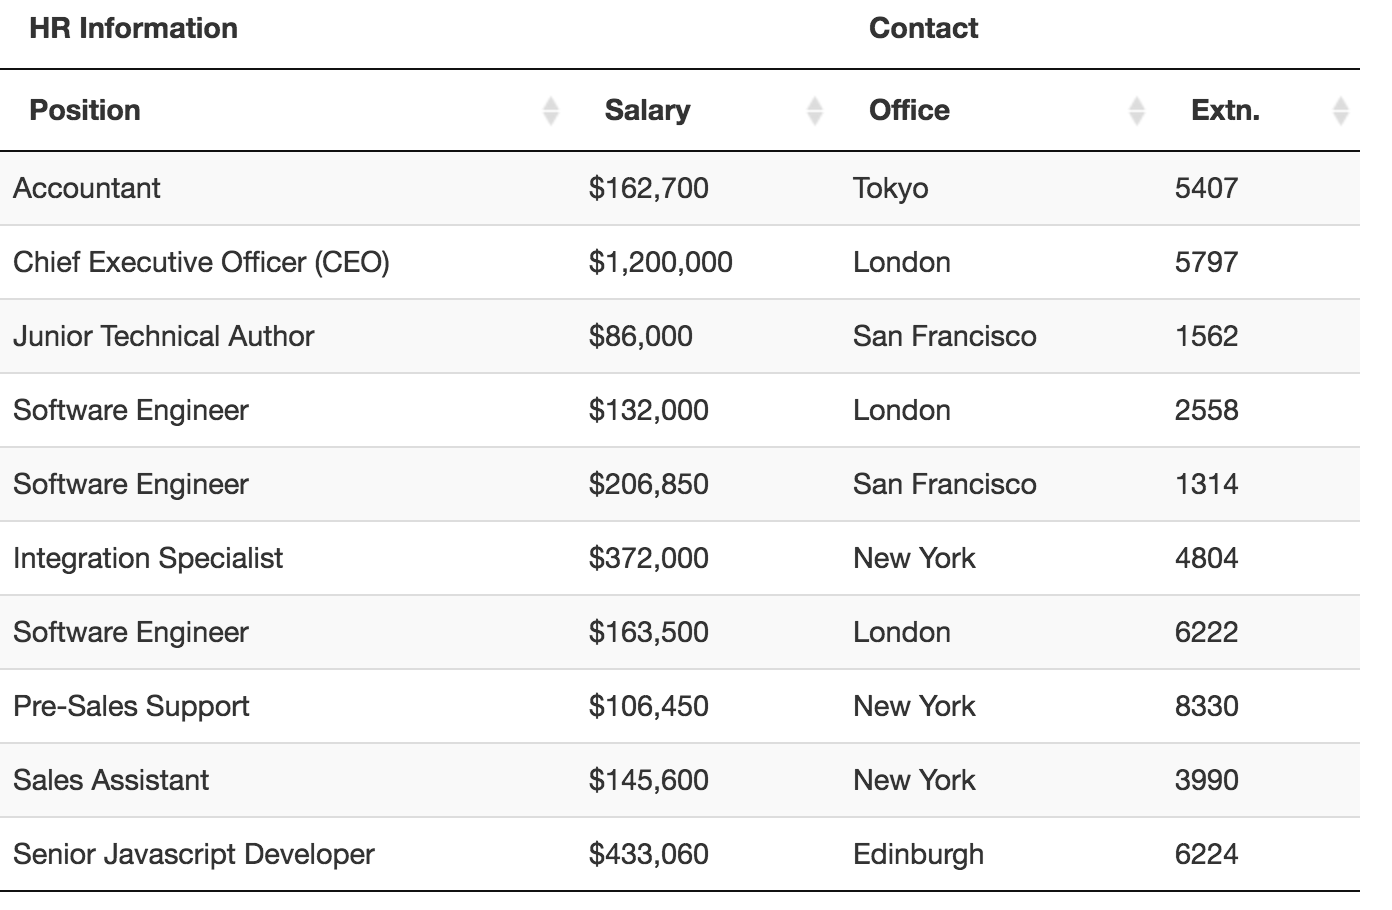 HR Information Contact
Position Salary Office Extn.
Accountant $162,700 Tokyo 5407
Chief Executive Officer (CEO) $1,200,000 London 5797
Junior Technical Author $86,000 San Francisco 1562
Software Engineer $132,000 London 2558
Software Engineer $206,850 San Francisco 1314
Integration Specialist $372,000 New York 4804
Software Engineer $163,500 London 6222
Pre-Sales Support $106,450 New York 8330
Sales Assistant $145,600 New York 3990
Senior Javascript Developer $433,060 Edinburgh 6224